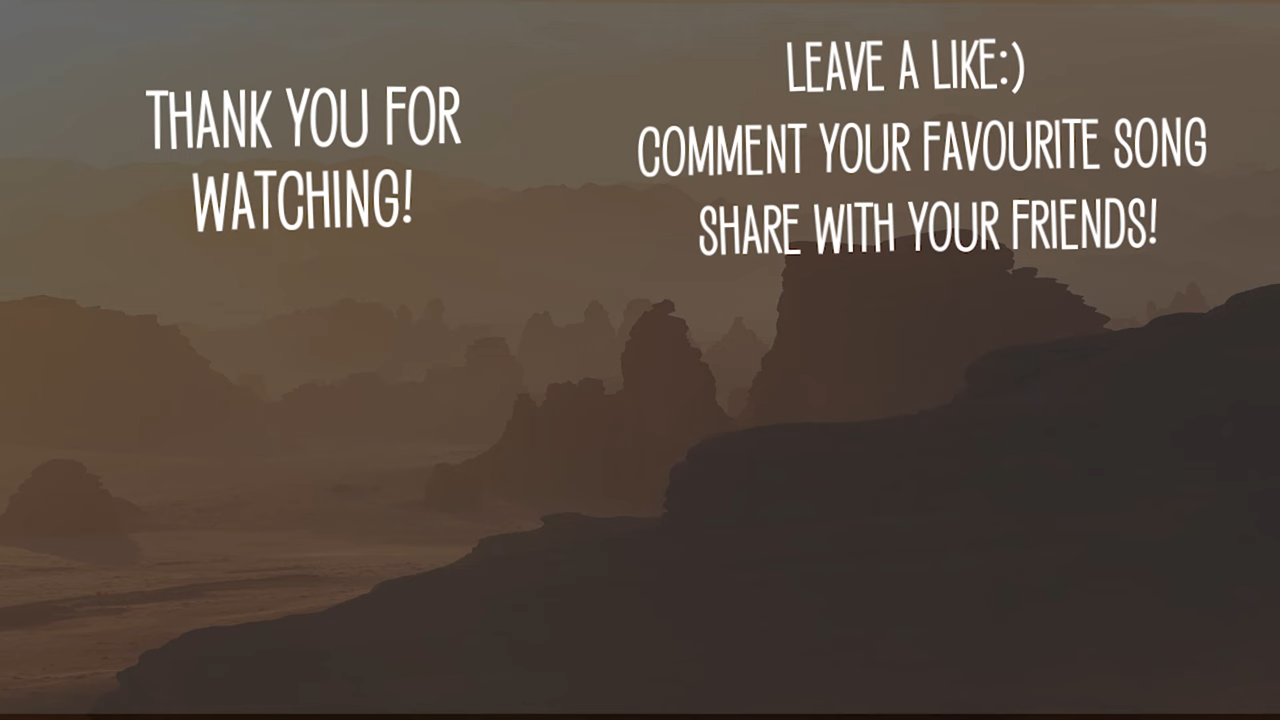 THANK YOU FOR
WATCHING!
LEAVE A LIKE:)
COMMENT YOUR FAVOURITE SONG
SHARE WITH YOUR FRIENDS!